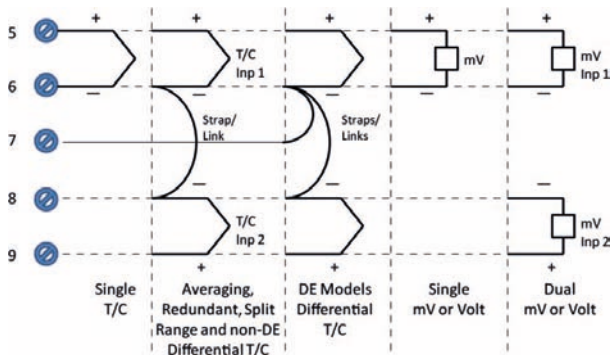 5 + + + + +
T/C
Inp 1
mV
mV
Inp 1
6 — — — — —
Strap/
Link
Straps/
Links
7
8 — — —
T/C
Inp 2
mV
Inp 2
9 + + +
Single
T/C
Averaging,
Redundant, Split
Range and non-DE
Differential T/C
DE Models
Differential
T/C
Single
mV or Volt
Dual
mV or Volt